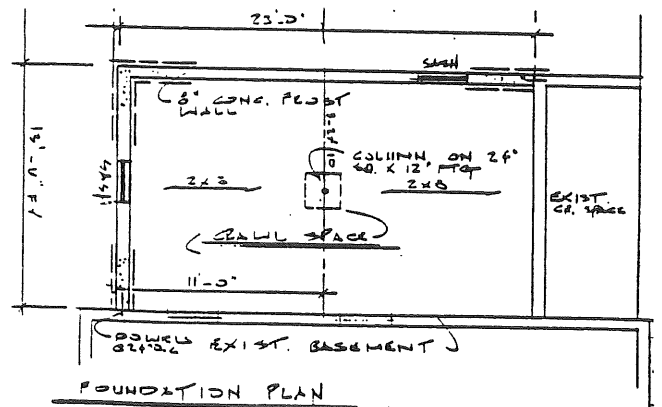 23'-0"
SASH
8" CONC. FROST
WALL
COLUMN ON 24"
SQ. X 12" FTG
2x8
2x8
SASH
EXIST.
CR. SPACE
CRAWL SPACE
11'-0"
DOWELS
@24"O.C
EXIST. BASEMENT
FOUNDATION PLAN